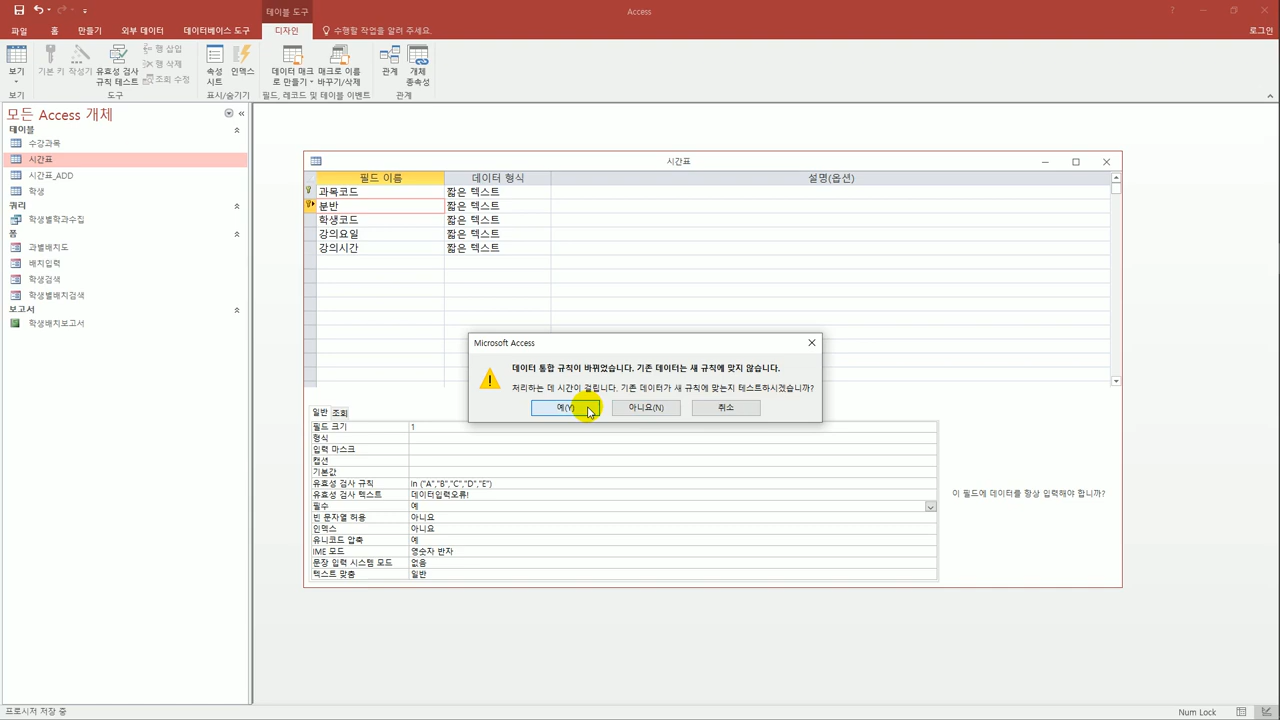 테이블 도구
Access
파일 홈 만들기 외부 데이터 데이터베이스 도구 디자인 수행할 작업을 알려 주세요.
로그인
보기
기본 키
작성기
유효성 검사
규칙 테스트
행 삽입
행 삭제
조회 수정
속성
시트
인덱스
데이터 매크
로 만들기
매크로 이름
바꾸기/삭제
관계
개체
종속성
보기
도구
표시/숨기기
필드, 레코드 및 테이블 이벤트
관계
모든 Access 개체
테이블
수강과목
시간표
시간표_ADD
학생
쿼리
학생별학과수집
폼
과별배치도
배치입력
학생검색
학생별배치검색
보고서
학생배치보고서
시간표
필드 이름 데이터 형식 설명(옵션)
과목코드 짧은 텍스트
분반 짧은 텍스트
학생코드 짧은 텍스트
강의요일 짧은 텍스트
강의시간 짧은 텍스트
Microsoft Access
데이터 통합 규칙이 바뀌었습니다. 기존 데이터는 새 규칙에 맞지 않습니다.
처리하는 데 시간이 걸립니다. 기존 데이터가 새 규칙에 맞는지 테스트하시겠습니까?
예(Y) 아니요(N) 취소
일반 조회
필드 크기 1
형식
입력 마스크
캡션
기본값
유효성 검사 규칙 In ("A","B","C","D","E")
유효성 검사 텍스트 데이터입력오류!
필수 예
빈 문자열 허용 아니요
인덱스 아니요
유니코드 압축 예
IME 모드 영숫자 반자
문장 입력 시스템 모드 없음
텍스트 맞춤 일반
이 필드에 데이터를 항상 입력해야 합니까?
프로시저 저장 중
Num Lock